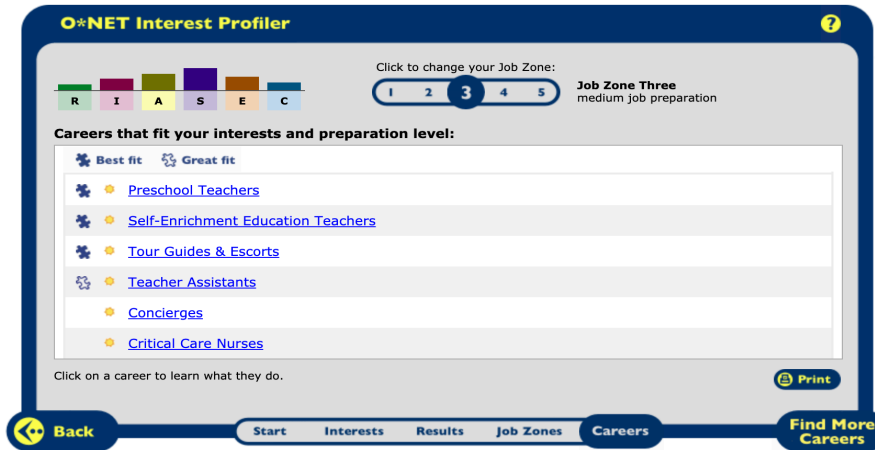 O*NET Interest Profiler
?
Click to change your Job Zone:
1 2 3 4 5
Job Zone Three
medium job preparation
R I A S E C
Careers that fit your interests and preparation level:
Best fit Great fit
Preschool Teachers
Self-Enrichment Education Teachers
Tour Guides & Escorts
Teacher Assistants
Concierges
Critical Care Nurses
Click on a career to learn what they do.
Print
Back
Start Interests Results Job Zones Careers
Find More
Careers